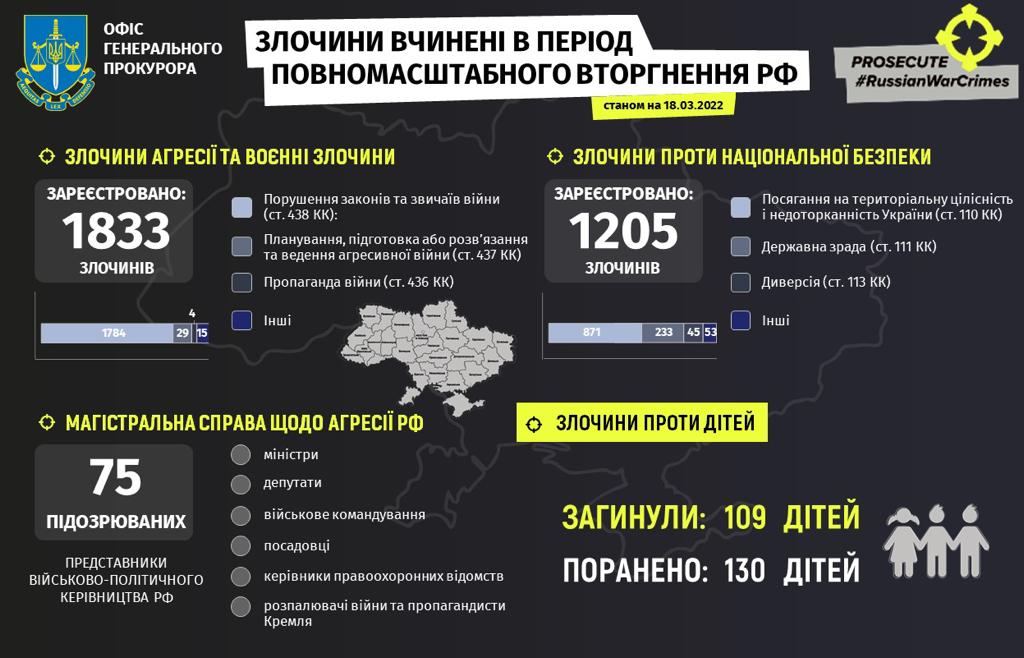 ОФІС
ГЕНЕРАЛЬНОГО
ПРОКУРОРА
ЗЛОЧИНИ ВЧИНЕНІ В ПЕРІОД
ПОВНОМАСШТАБНОГО ВТОРГНЕННЯ РФ
станом на 18.03.2022
PROSECUTE
#RussianWarCrimes
ЗЛОЧИНИ АГРЕСІЇ ТА ВОЄННІ ЗЛОЧИНИ
ЗАРЕЄСТРОВАНО:
1833
ЗЛОЧИНІВ
Порушення законів та звичаїв війни
(ст. 438 КК):
Планування, підготовка або розв’язання
та ведення агресивної війни (ст. 437 КК)
Пропаганда війни (ст. 436 КК)
Інші
4
1784 29 15
ЗЛОЧИНИ ПРОТИ НАЦІОНАЛЬНОЇ БЕЗПЕКИ
ЗАРЕЄСТРОВАНО:
1205
ЗЛОЧИНІВ
Посягання на територіальну цілісність
і недоторканність України (ст. 110 КК)
Державна зрада (ст. 111 КК)
Диверсія (ст. 113 КК)
Інші
871 233 45 53
МАГІСТРАЛЬНА СПРАВА ЩОДО АГРЕСІЇ РФ
75
ПІДОЗРЮВАНИХ
ПРЕДСТАВНИКИ
ВІЙСЬКОВО-ПОЛІТИЧНОГО
КЕРІВНИЦТВА РФ
міністри
депутати
військове командування
посадовці
керівники правоохоронних відомств
розпалювачі війни та пропагандисти
Кремля
ЗЛОЧИНИ ПРОТИ ДІТЕЙ
ЗАГИНУЛИ: 109 ДІТЕЙ
ПОРАНЕНО: 130 ДІТЕЙ